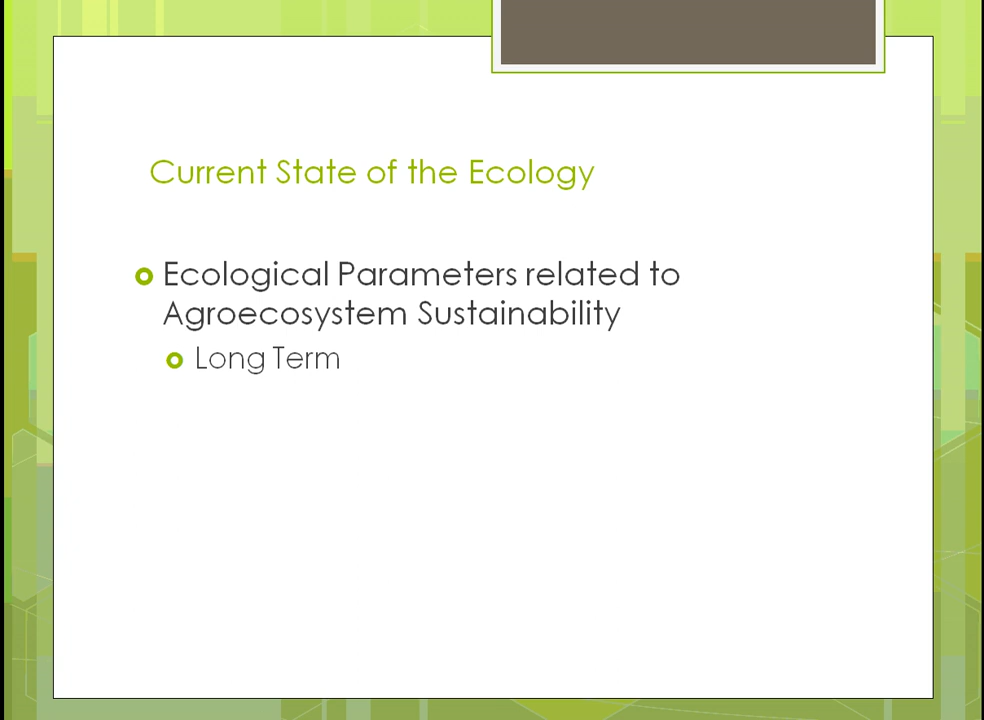 Current State of the Ecology
Ecological Parameters related to
Agroecosystem Sustainability
Long Term